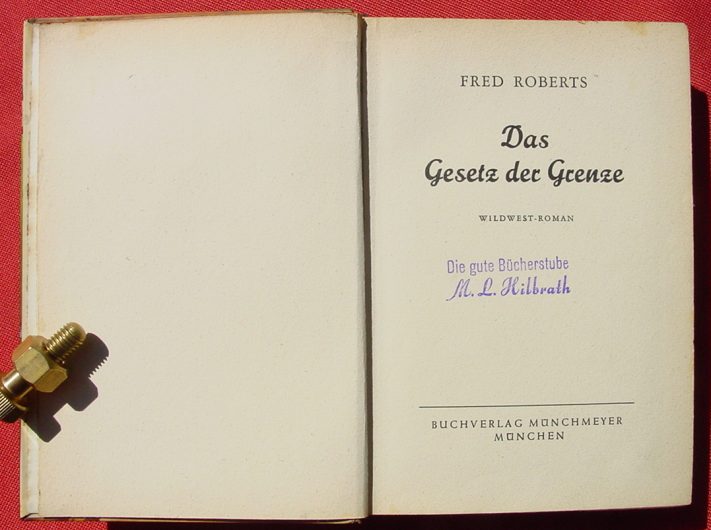 FRED ROBERTS
Das
Gesetz der Grenze
WILDWEST-ROMAN
Die gute Bücherstube
M. L. Hilbrath
BUCHVERLAG MÜNCHMEYER
MÜNCHEN